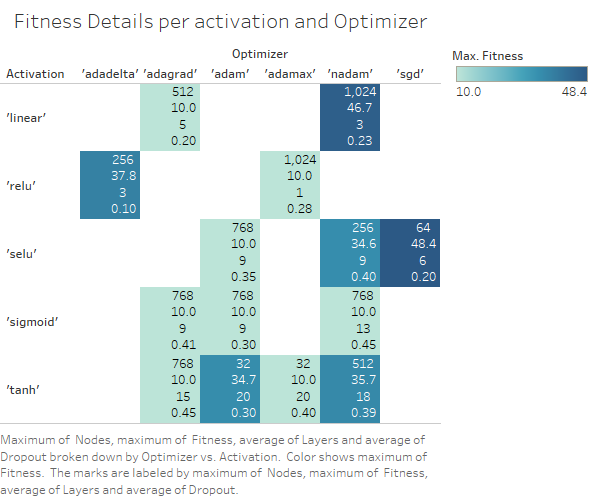 Fitness Details per activation and Optimizer
Optimizer
Max. Fitness
Activation 'adadelta' 'adagrad' 'adam' 'adamax' 'nadam' 'sgd'
10.0 48.4
'linear'
512 1,024
10.0 46.7
5 3
0.20 0.23
'relu'
256 1,024
37.8 10.0
3 1
0.10 0.28
'selu'
768 256 64
10.0 34.6 48.4
9 9 6
0.35 0.40 0.20
'sigmoid'
768 768 768
10.0 10.0 10.0
9 9 13
0.41 0.30 0.45
'tanh'
768 32 32 512
10.0 34.7 10.0 35.7
15 20 20 18
0.45 0.30 0.40 0.39
Maximum of Nodes, maximum of Fitness, average of Layers and average of
Dropout broken down by Optimizer vs. Activation. Color shows maximum of
Fitness. The marks are labeled by maximum of Nodes, maximum of Fitness,
average of Layers and average of Dropout.